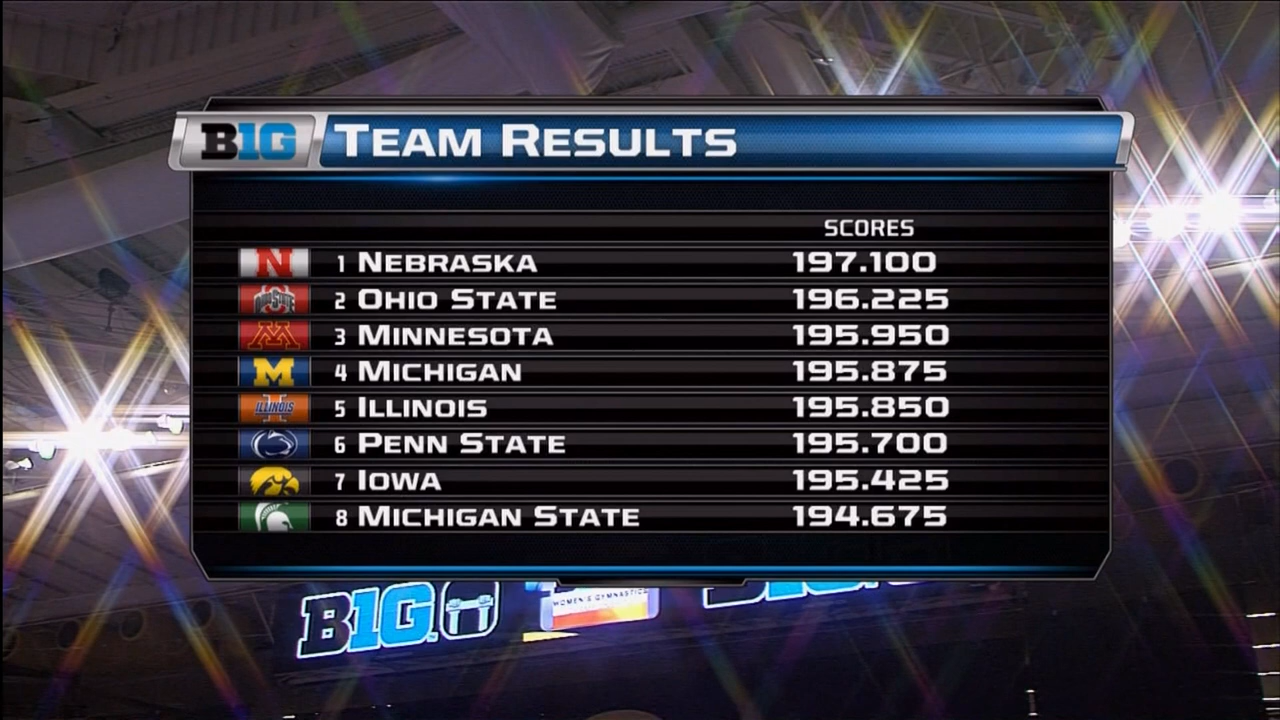 B1G TEAM RESULTS
SCORES
1 NEBRASKA 197.100
2 OHIO STATE 196.225
3 MINNESOTA 195.950
4 MICHIGAN 195.875
5 ILLINOIS 195.850
6 PENN STATE 195.700
7 IOWA 195.425
8 MICHIGAN STATE 194.675
B1G
WOMEN'S GYMNASTICS